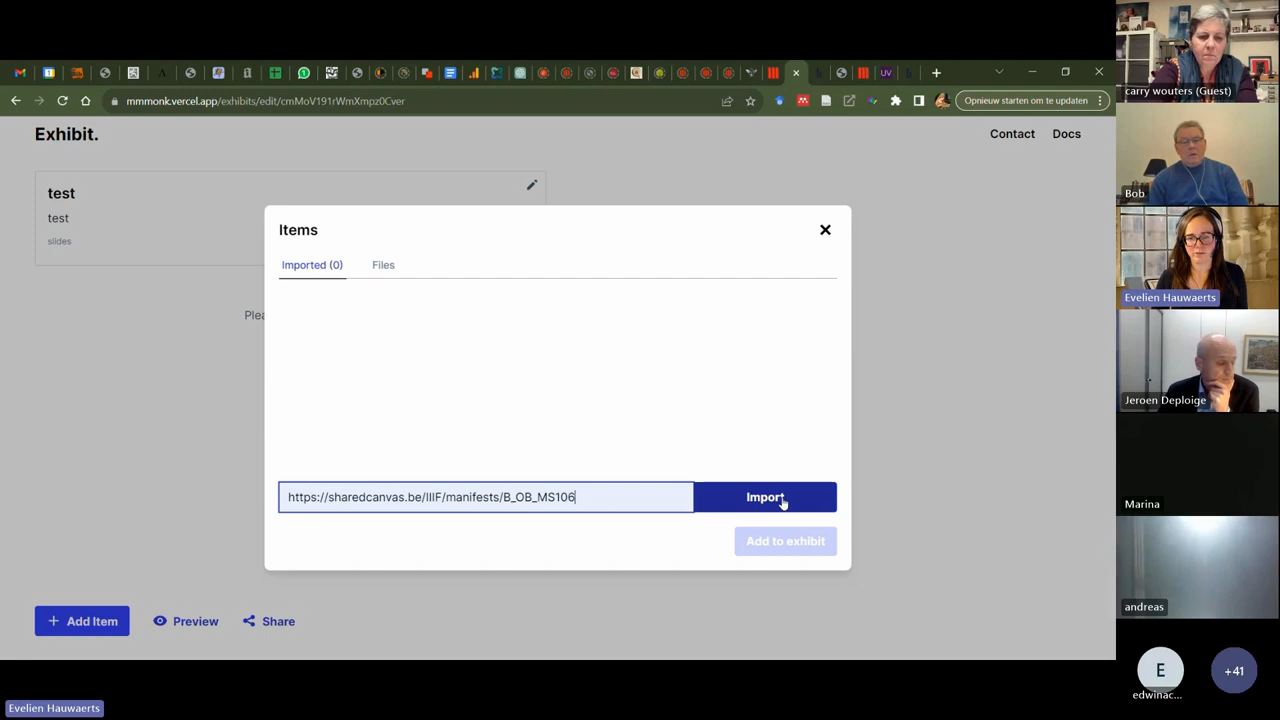 Opnieuw starten om te updaten
mmmonk.vercel.app/exhibits/edit/cmMoV191rWmXmpz0Cver
Exhibit.
Contact
Docs
test
test
slides
Plea
Items
Imported (0)
Files
https://sharedcanvas.be/IIIF/manifests/B_OB_MS106
Import
Add to exhibit
+ Add Item
Preview
Share
Evelien Hauwaerts
carry wouters (Guest)
Bob
Evelien Hauwaerts
Jeroen Deploige
Marina
andreas
E
edwinac...
+41